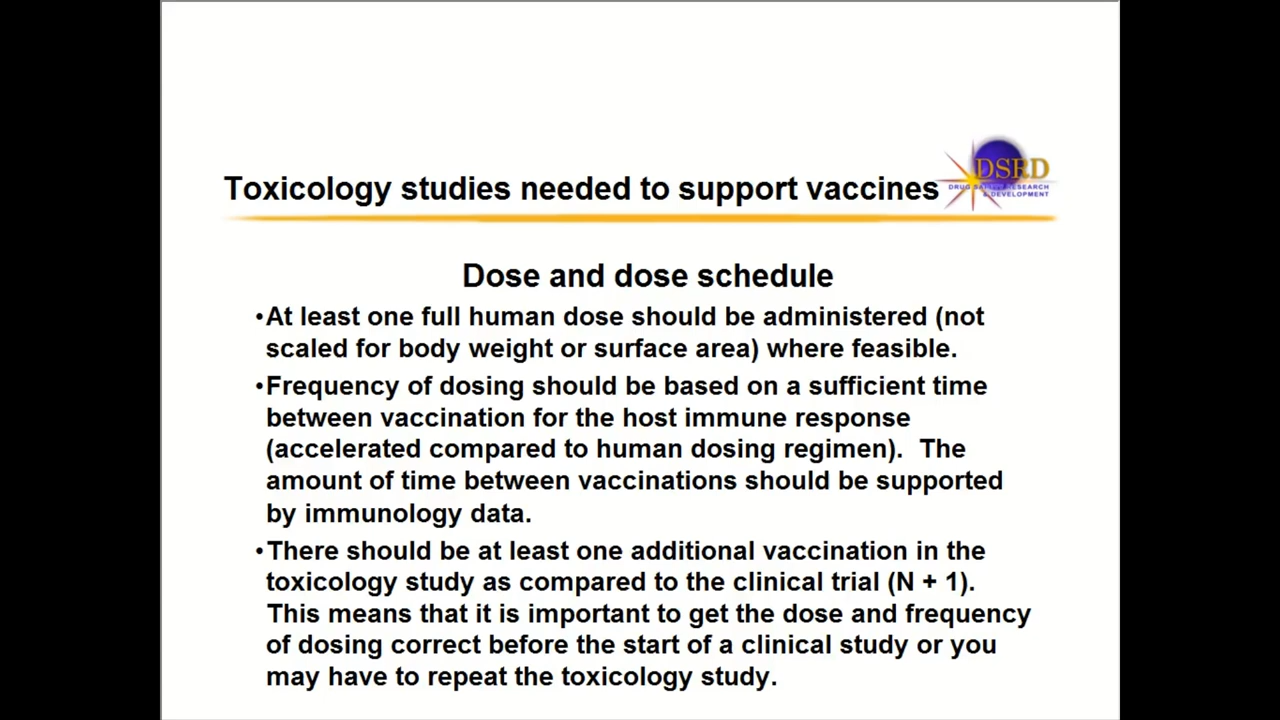 Toxicology studies needed to support vaccines
DSRD
DRUG SAFETY RESEARCH
& DEVELOPMENT
Dose and dose schedule
•At least one full human dose should be administered (not
scaled for body weight or surface area) where feasible.
•Frequency of dosing should be based on a sufficient time
between vaccination for the host immune response
(accelerated compared to human dosing regimen). The
amount of time between vaccinations should be supported
by immunology data.
•There should be at least one additional vaccination in the
toxicology study as compared to the clinical trial (N + 1).
This means that it is important to get the dose and frequency
of dosing correct before the start of a clinical study or you
may have to repeat the toxicology study.